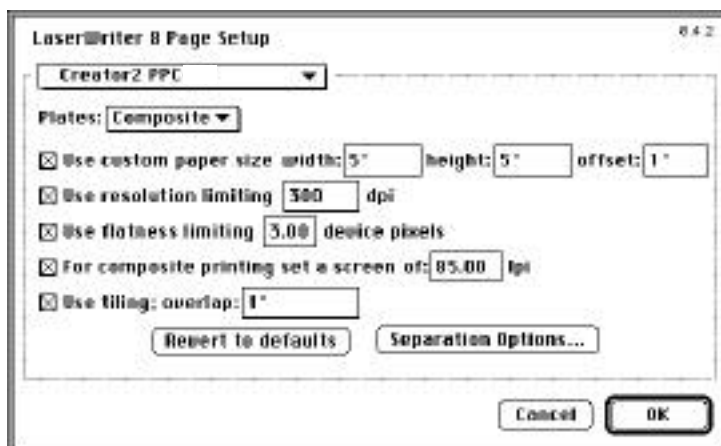 LaserWriter 8 Page Setup 8.4.2
Creator2 PPC
Plates: Composite
Use custom paper size width: 5" height: 5" offset: 1"
Use resolution limiting 300 dpi
Use flatness limiting 3.00 device pixels
For composite printing set a screen of: 85.00 lpi
Use tiling; overlap: 1"
Revert to defaults Separation Options...
Cancel OK